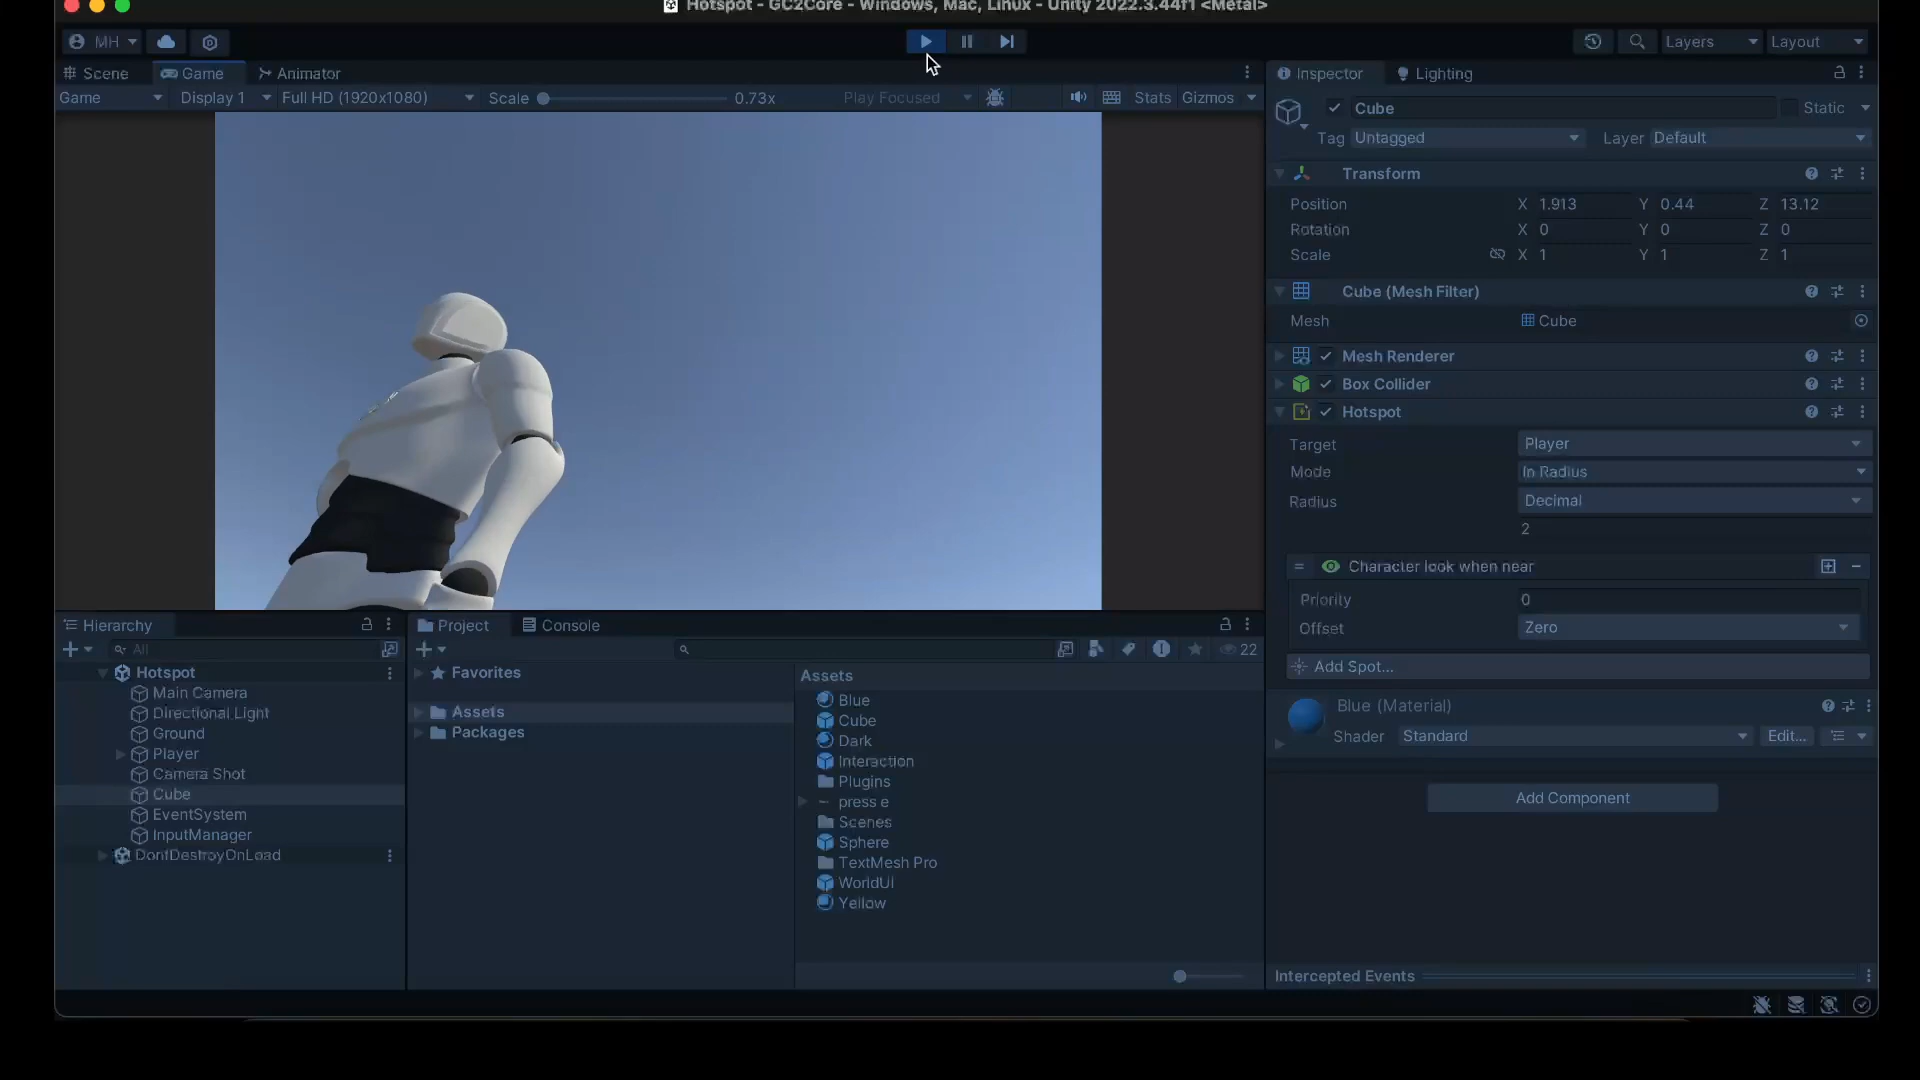 Hotspot - GC2Core - Windows, Mac, Linux - Unity 2022.3.44f1 <Metal>
MH
Layers
Layout
Scene
Game
Animator
Inspector
Lighting
Game
Display 1
Full HD (1920x1080)
Scale
0.73x
Play Focused
Stats
Gizmos
Cube
Static
Tag
Untagged
Layer
Default
Transform
Position X 1.913 Y 0.44 Z 13.12
Rotation X 0 Y 0 Z 0
Scale X 1 Y 1 Z 1
Cube (Mesh Filter)
Mesh
Cube
Mesh Renderer
Box Collider
Hotspot
Target
Player
Mode
In Radius
Radius
Decimal
2
Character look when near
Priority
0
Offset
Zero
Add Spot...
Blue (Material)
Shader
Standard
Edit...
Add Component
Intercepted Events
Hierarchy
All
Hotspot
Main Camera
Directional Light
Ground
Player
Camera Shot
Cube
EventSystem
InputManager
DontDestroyOnLoad
Project
Console
22
Favorites
Assets
Packages
Assets
Blue
Cube
Dark
Interaction
Plugins
press e
Scenes
Sphere
TextMesh Pro
WorldUI
Yellow